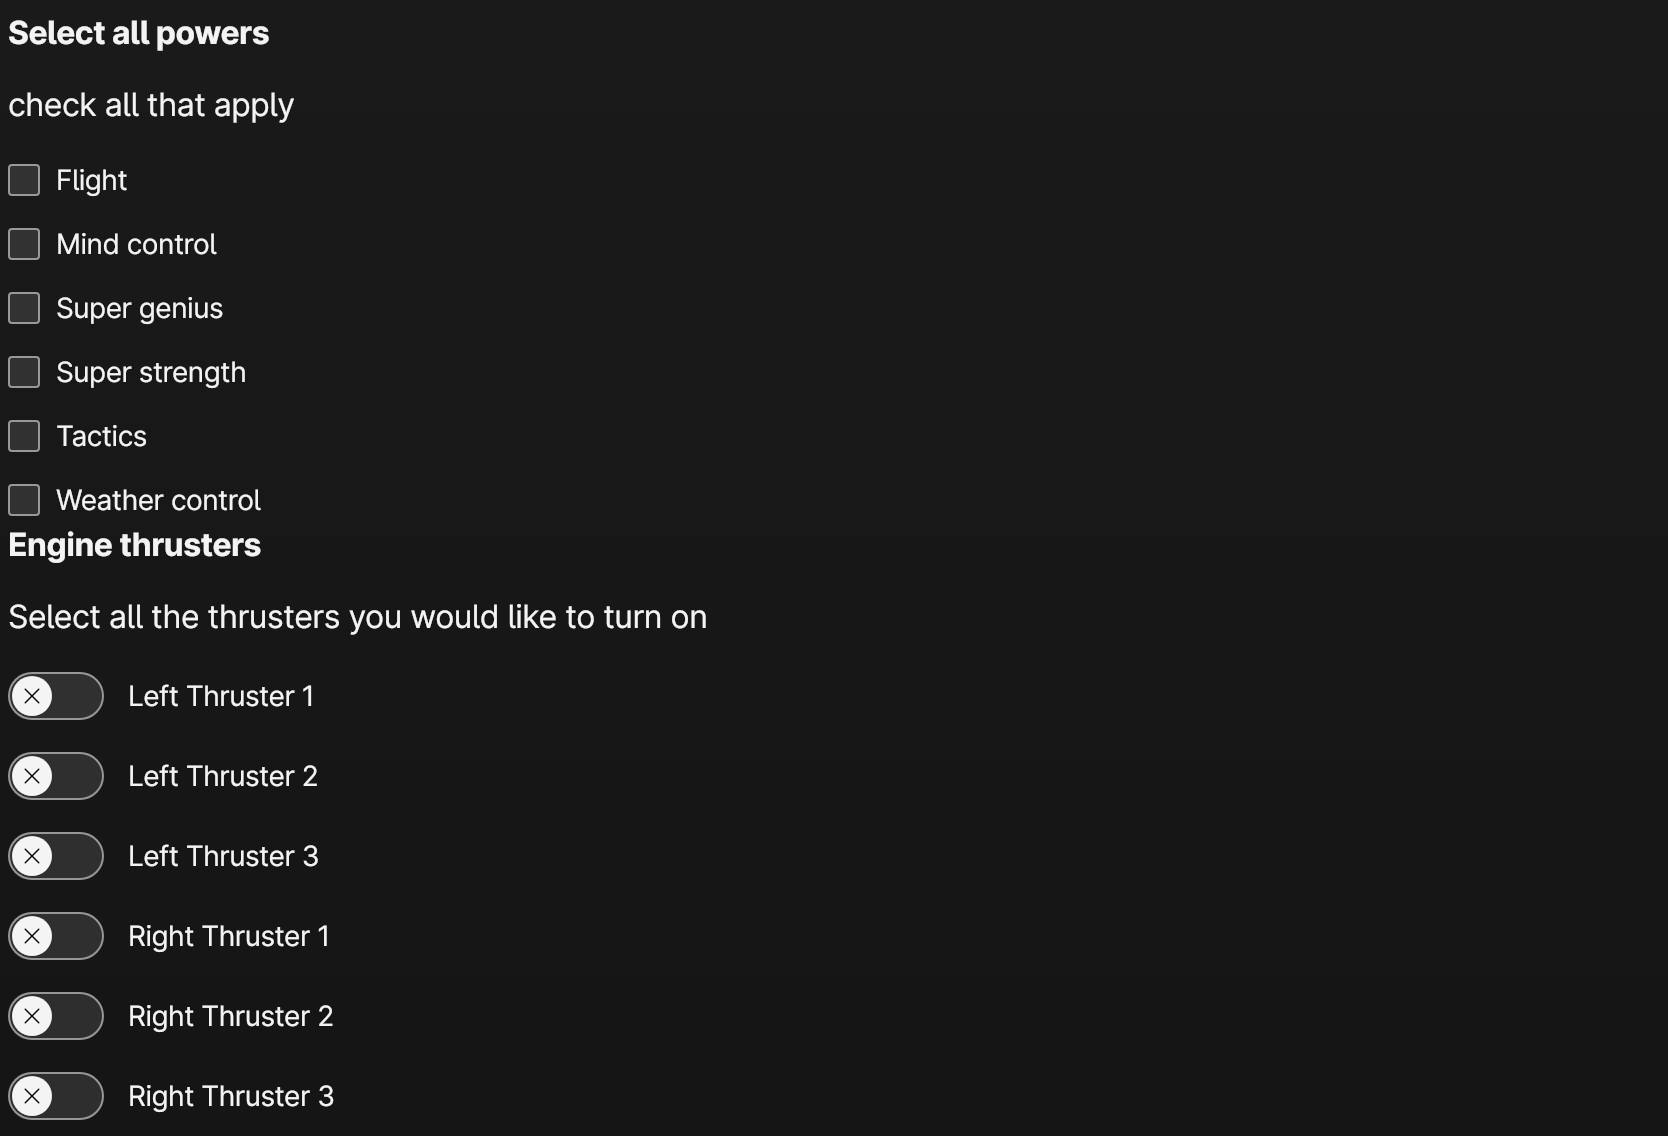 Select all powers
check all that apply
Flight
Mind control
Super genius
Super strength
Tactics
Weather control
Engine thrusters
Select all the thrusters you would like to turn on
Left Thruster 1
Left Thruster 2
Left Thruster 3
Right Thruster 1
Right Thruster 2
Right Thruster 3